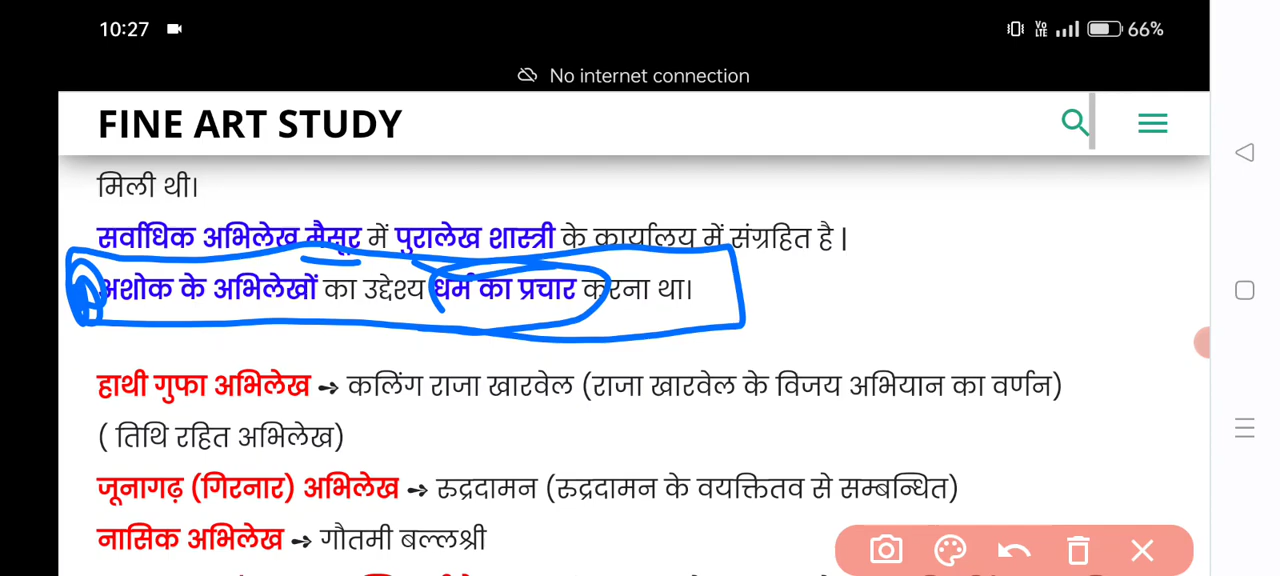 10:27
Vo LTE 66%
No internet connection
FINE ART STUDY
मिली थी।
सर्वाधिक अभिलेख मैसूर में पुरालेख शास्त्री के कार्यालय में संग्रहित है |
अशोक के अभिलेखों का उद्देश्य धर्म का प्रचार करना था।
हाथी गुफा अभिलेख ➺ कलिंग राजा खारवेल (राजा खारवेल के विजय अभियान का वर्णन)
( तिथि रहित अभिलेख)
जूनागढ़ (गिरनार) अभिलेख ➺ रुद्रदामन (रुद्रदामन के वयक्तितव से सम्बन्धित)
नासिक अभिलेख ➺ गौतमी बल्लश्री